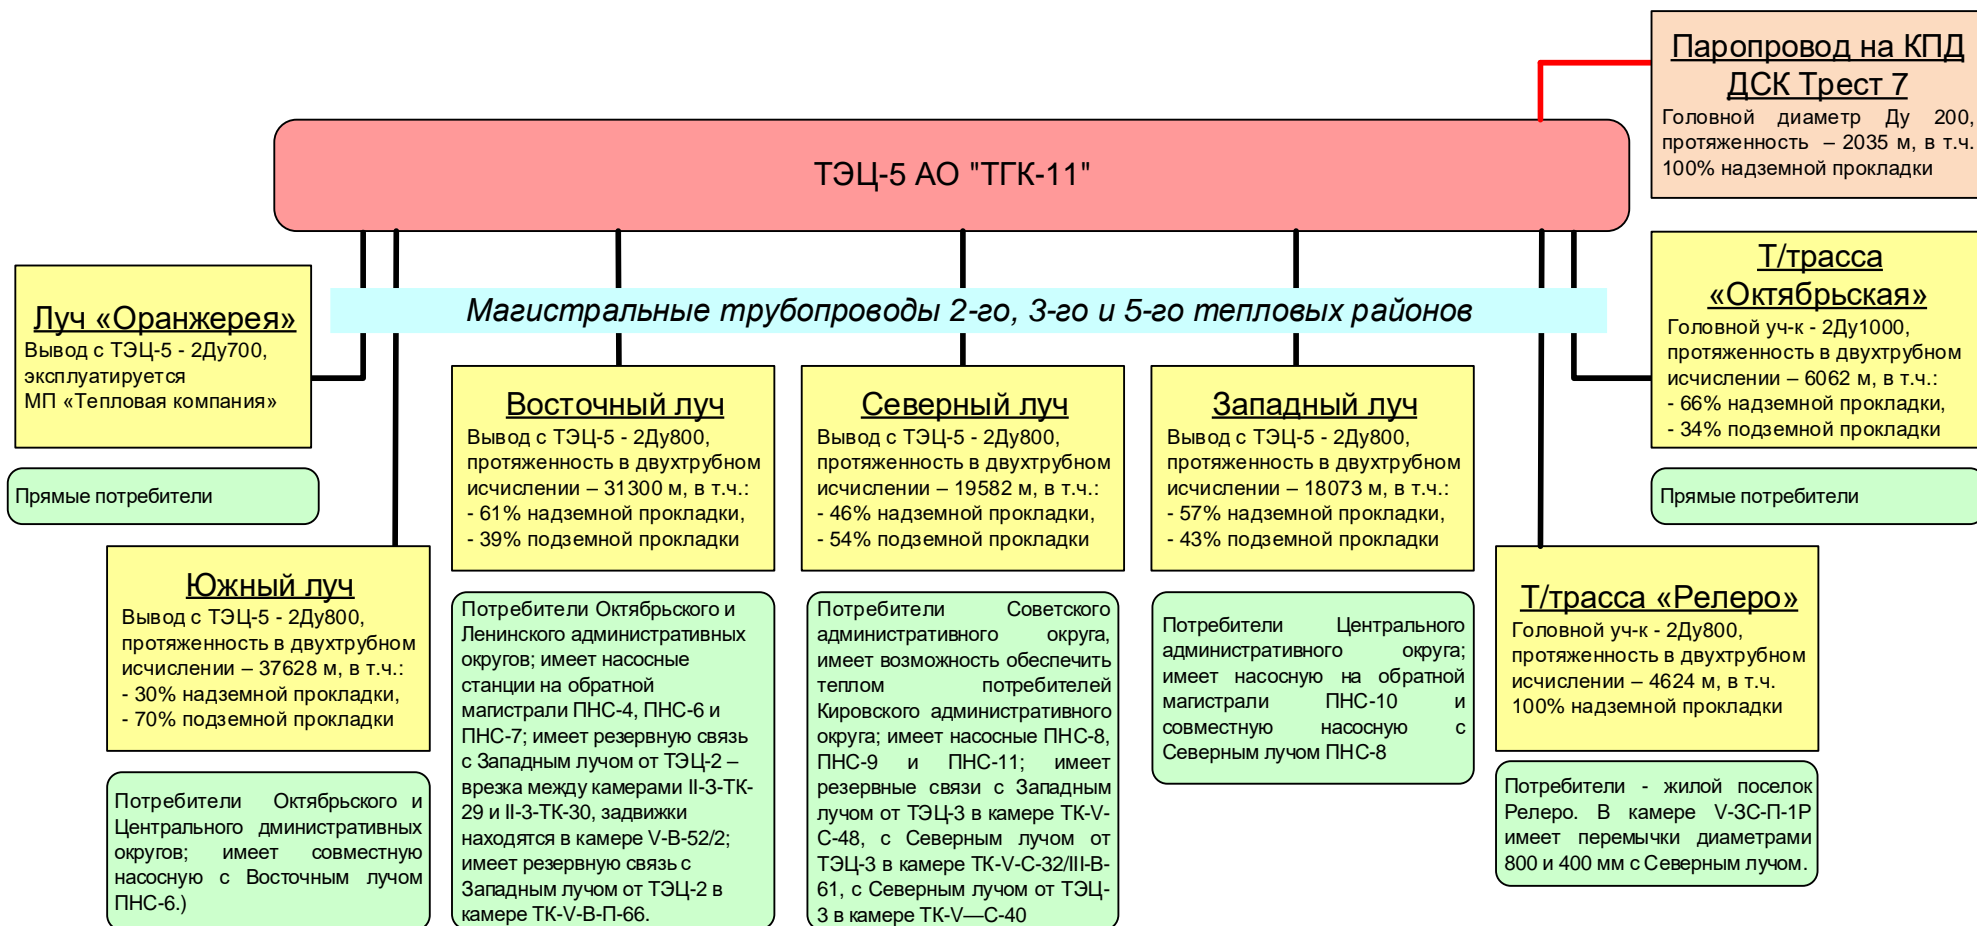 Паропровод на КПД
ДСК Трест 7
Головной диаметр Ду 200,
протяженность – 2035 м, в т.ч.
100% надземной прокладки
ТЭЦ-5 АО "ТГК-11"
Магистральные трубопроводы 2-го, 3-го и 5-го тепловых районов
Луч «Оранжерея»
Вывод с ТЭЦ-5 - 2Ду700,
эксплуатируется
МП «Тепловая компания»
Прямые потребители
Южный луч
Вывод с ТЭЦ-5 - 2Ду800,
протяженность в двухтрубном
исчислении – 37628 м, в т.ч.:
- 30% надземной прокладки,
- 70% подземной прокладки
Потребители Октябрьского и
Центрального дминистративных
округов; имеет совместную
насосную с Восточным лучом
ПНС-6.)
Восточный луч
Вывод с ТЭЦ-5 - 2Ду800,
протяженность в двухтрубном
исчислении – 31300 м, в т.ч.:
- 61% надземной прокладки,
- 39% подземной прокладки
Потребители Октябрьского и
Ленинского административных
округов; имеет насосные
станции на обратной
магистрали ПНС-4, ПНС-6 и
ПНС-7; имеет резервную связь
с Западным лучом от ТЭЦ-2 –
врезка между камерами II-3-ТК-
29 и II-3-ТК-30, задвижки
находятся в камере V-В-52/2;
имеет резервную связь с
Западным лучом от ТЭЦ-2 в
камере ТК-V-В-П-66.
Северный луч
Вывод с ТЭЦ-5 - 2Ду800,
протяженность в двухтрубном
исчислении – 19582 м, в т.ч.:
- 46% надземной прокладки,
- 54% подземной прокладки
Потребители Советского
административного округа,
имеет возможность обеспечить
теплом потребителей
Кировского административного
округа; имеет насосные ПНС-8,
ПНС-9 и ПНС-11; имеет
резервные связи с Западным
лучом от ТЭЦ-3 в камере ТК-V-
С-48, с Северным лучом от
ТЭЦ-3 в камере ТК-V-С-32/III-В-
61, с Северным лучом от ТЭЦ-
3 в камере ТК-V—С-40
Западный луч
Вывод с ТЭЦ-5 - 2Ду800,
протяженность в двухтрубном
исчислении – 18073 м, в т.ч.:
- 57% надземной прокладки,
- 43% подземной прокладки
Потребители Центрального
административного округа;
имеет насосную на обратной
магистрали ПНС-10 и
совместную насосную с
Северным лучом ПНС-8
Т/трасса
«Октябрьская»
Головной уч-к - 2Ду1000,
протяженность в двухтрубном
исчислении – 6062 м, в т.ч.:
- 66% надземной прокладки,
- 34% подземной прокладки
Прямые потребители
Т/трасса «Релеро»
Головной уч-к - 2Ду800,
протяженность в двухтрубном
исчислении – 4624 м, в т.ч.
100% надземной прокладки
Потребители - жилой поселок
Релеро. В камере V-ЗС-П-1Р
имеет перемычки диаметрами
800 и 400 мм с Северным лучом.